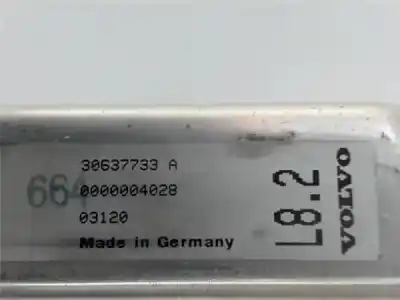 30637733 A
664
0000004028
03120
Made in Germany
L8.2
VOLVO